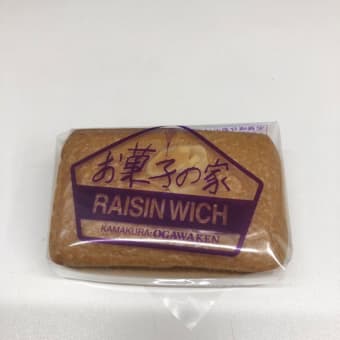 お菓子の家
RAISIN WICH
KAMAKURA OGAWAKEN